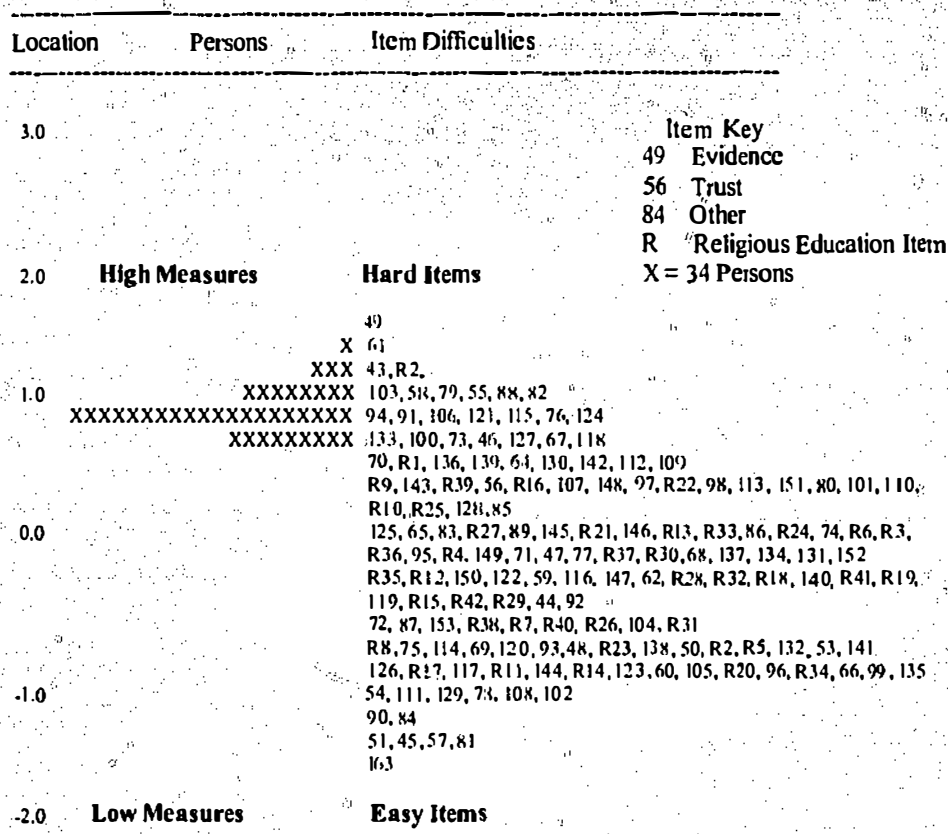 Location Persons Item Difficulties
3.0 Item Key
49 Evidence
56 Trust
84 Other
R Religious Education Item
2.0 High Measures Hard Items X = 34 Persons
49
X 61
XXX 43, R2,
1.0 XXXXXXXX 103, 58, 79, 55, 88, 82
XXXXXXXXXXXXXXXXXXXX 94, 91, 106, 121, 115, 76, 124
XXXXXXXXX 133, 100, 73, 46, 127, 67, 118
70, R1, 136, 139, 64, 130, 142, 112, 109
R9, 143, R39, 56, R16, 107, 148, 97, R22, 98, 113, 151, 80, 101, 110,
R10, R25, 128, 85
0.0 125, 65, 83, R27, 89, 145, R21, 146, R13, R33, 86, R24, 74, R6, R3,
R36, 95, R4, 149, 71, 47, 77, R37, R30, 68, 137, 134, 131, 152
R35, R12, 150, 122, 59, 116, 147, 62, R28, R32, R18, 140, R41, R19,
119, R15, R42, R29, 44, 92
72, 87, 153, R38, R7, R40, R26, 104, R31
R8, 75, 114, 69, 120, 93, 48, R23, 138, 50, R2, R5, 132, 53, 141
126, R17, 117, R11, 144, R14, 123, 60, 105, R20, 96, R34, 66, 99, 135
-1.0 54, 111, 129, 78, 108, 102
90, 84
51, 45, 57, 81
163
-2.0 Low Measures Easy Items